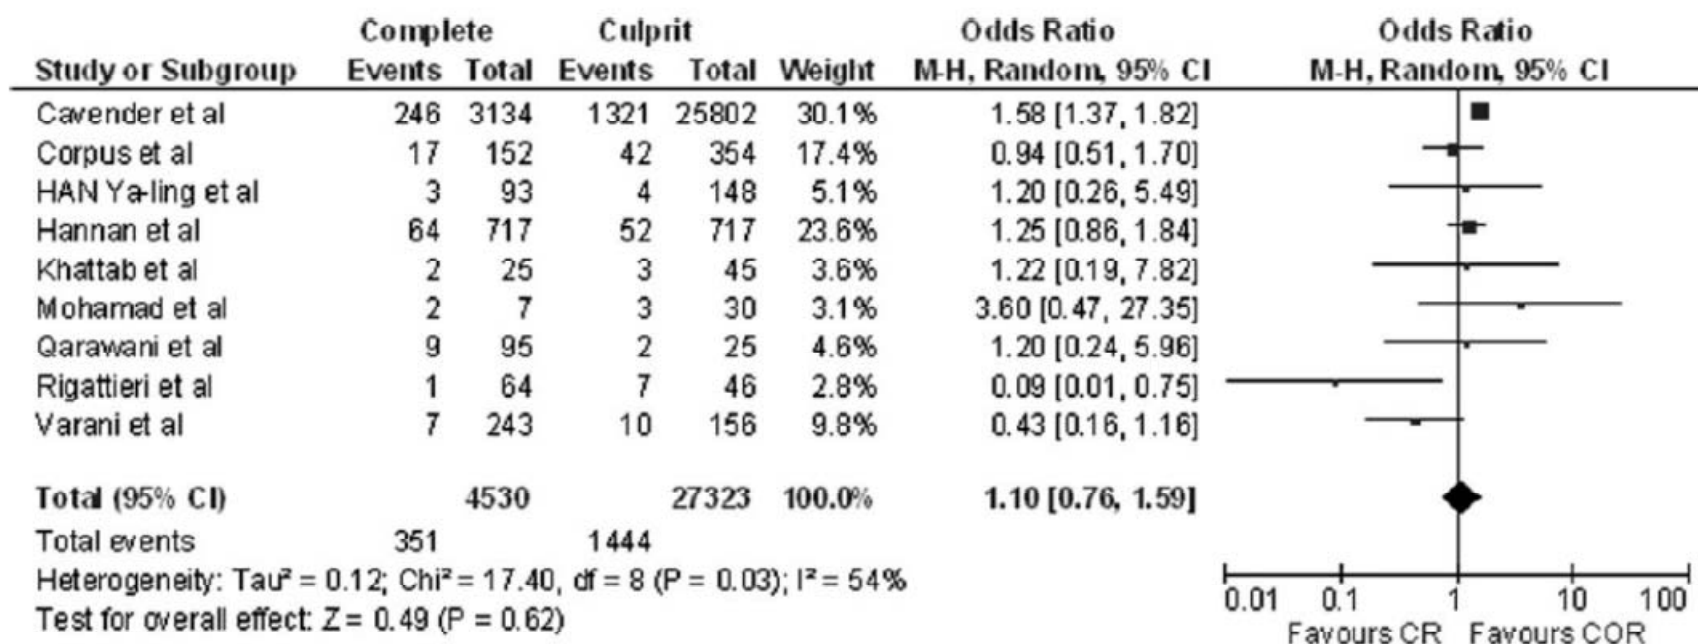 Complete Culprit Odds Ratio Odds Ratio
Study or Subgroup Events Total Events Total Weight M-H, Random, 95% CI M-H, Random, 95% CI
Cavender et al 246 3134 1321 25802 30.1% 1.58 [1.37, 1.82]
Corpus et al 17 152 42 354 17.4% 0.94 [0.51, 1.70]
HAN Ya-ling et al 3 93 4 148 5.1% 1.20 [0.26, 5.49]
Hannan et al 64 717 52 717 23.6% 1.25 [0.86, 1.84]
Khattab et al 2 25 3 45 3.6% 1.22 [0.19, 7.82]
Mohamad et al 2 7 3 30 3.1% 3.60 [0.47, 27.35]
Qarawani et al 9 95 2 25 4.6% 1.20 [0.24, 5.96]
Rigattieri et al 1 64 7 46 2.8% 0.09 [0.01, 0.75]
Varani et al 7 243 10 156 9.8% 0.43 [0.16, 1.16]
Total (95% CI) 4530 27323 100.0% 1.10 [0.76, 1.59]
Total events 351 1444
Heterogeneity: Tau² = 0.12; Chi² = 17.40, df = 8 (P = 0.03); I² = 54%
Test for overall effect: Z = 0.49 (P = 0.62)
0.01 0.1 1 10 100
Favours CR Favours COR